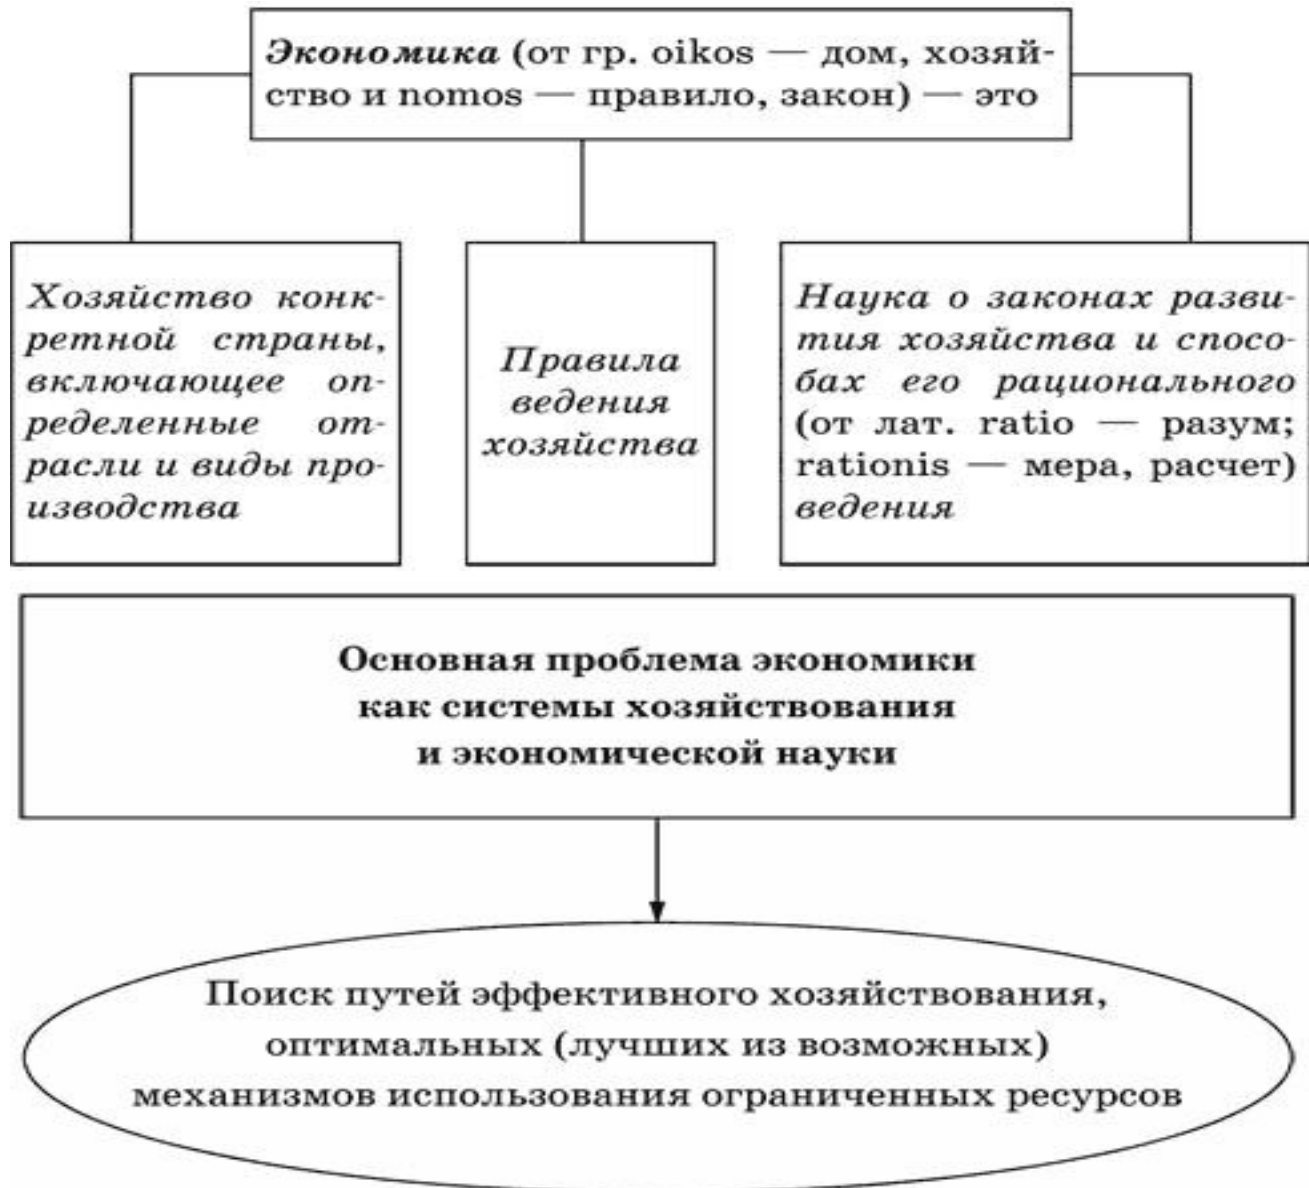 Экономика (от гр. oikos — дом, хозяй-
ство и nomos — правило, закон) — это
Хозяйство конк-
ретной страны,
включающее оп-
ределенные от-
расли и виды про-
изводства
Правила
ведения
хозяйства
Наука о законах разви-
тия хозяйства и спосо-
бах его рационального
(от лат. ratio — разум;
rationis — мера, расчет)
ведения
Основная проблема экономики
как системы хозяйствования
и экономической науки
Поиск путей эффективного хозяйствования,
оптимальных (лучших из возможных)
механизмов использования ограниченных ресурсов